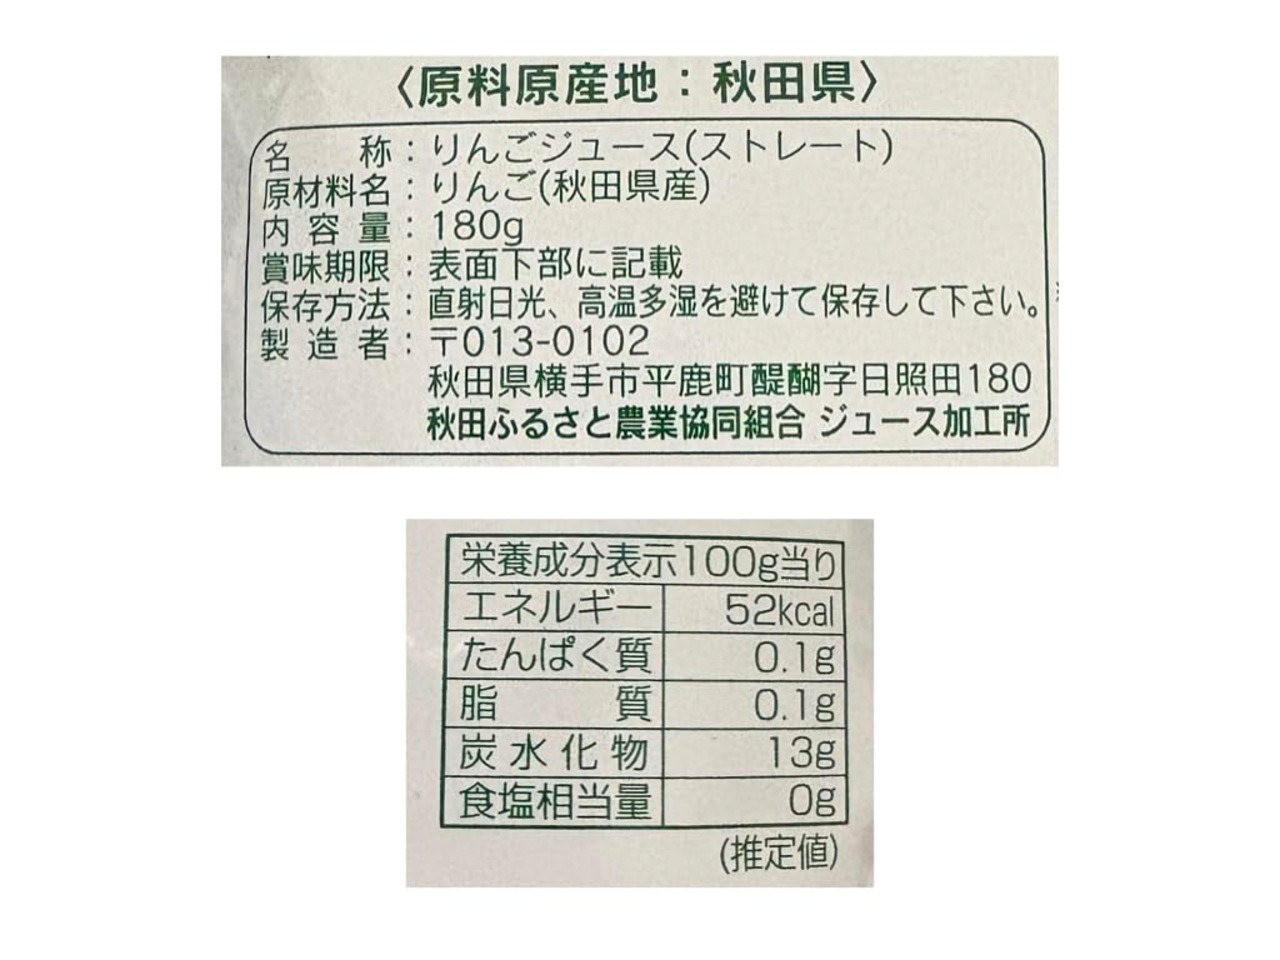 〈原料原産地：秋田県〉
名称：りんごジュース(ストレート)
原材料名：りんご(秋田県産)
内容量：180g
賞味期限：表面下部に記載
保存方法：直射日光、高温多湿を避けて保存して下さい。
製造者：〒013-0102
秋田県横手市平鹿町醍醐字日照田180
秋田ふるさと農業協同組合 ジュース加工所
栄養成分表示100g当り
エネルギー 52kcal
たんぱく質 0.1g
脂質 0.1g
炭水化物 13g
食塩相当量 0g
(推定値)